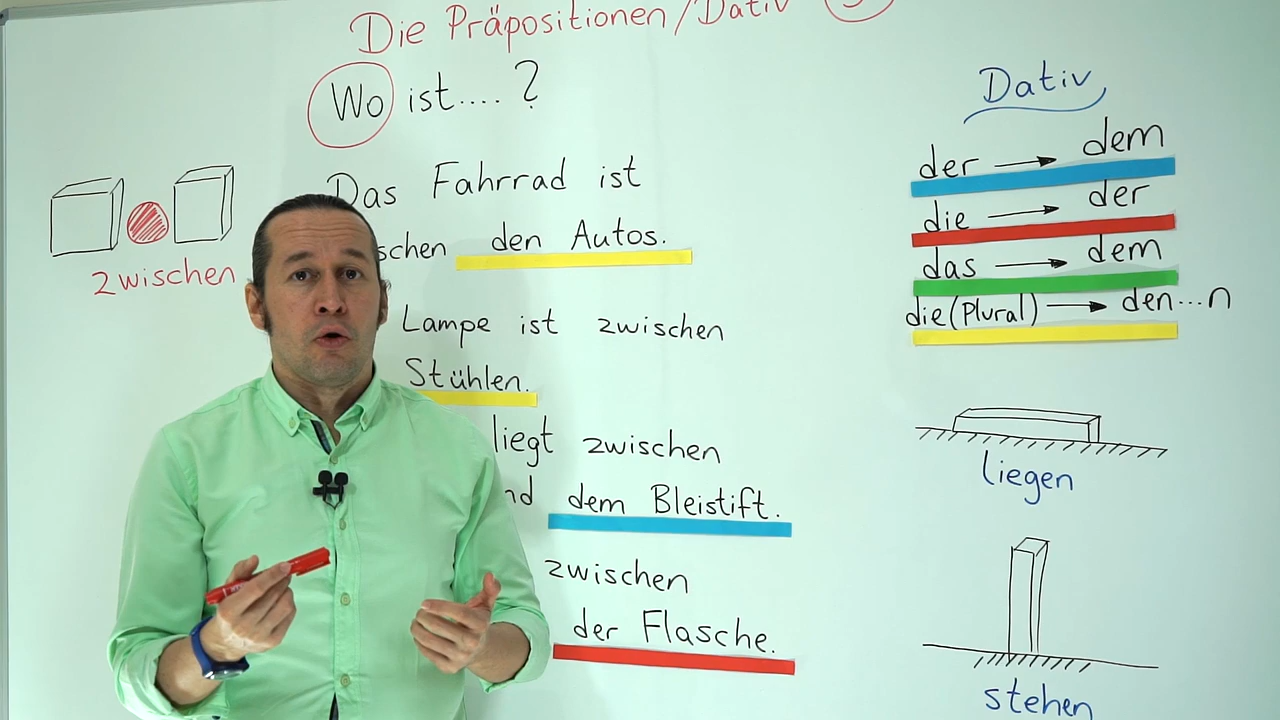 Die Präpositionen/Dativ
Wo ist....?
zwischen
Das Fahrrad ist
schen den Autos.
Lampe ist zwischen
Stühlen.
liegt zwischen
nd dem Bleistift.
zwischen
der Flasche.
Dativ
der → dem
die → der
das → dem
die (Plural) → den...n
liegen
stehen